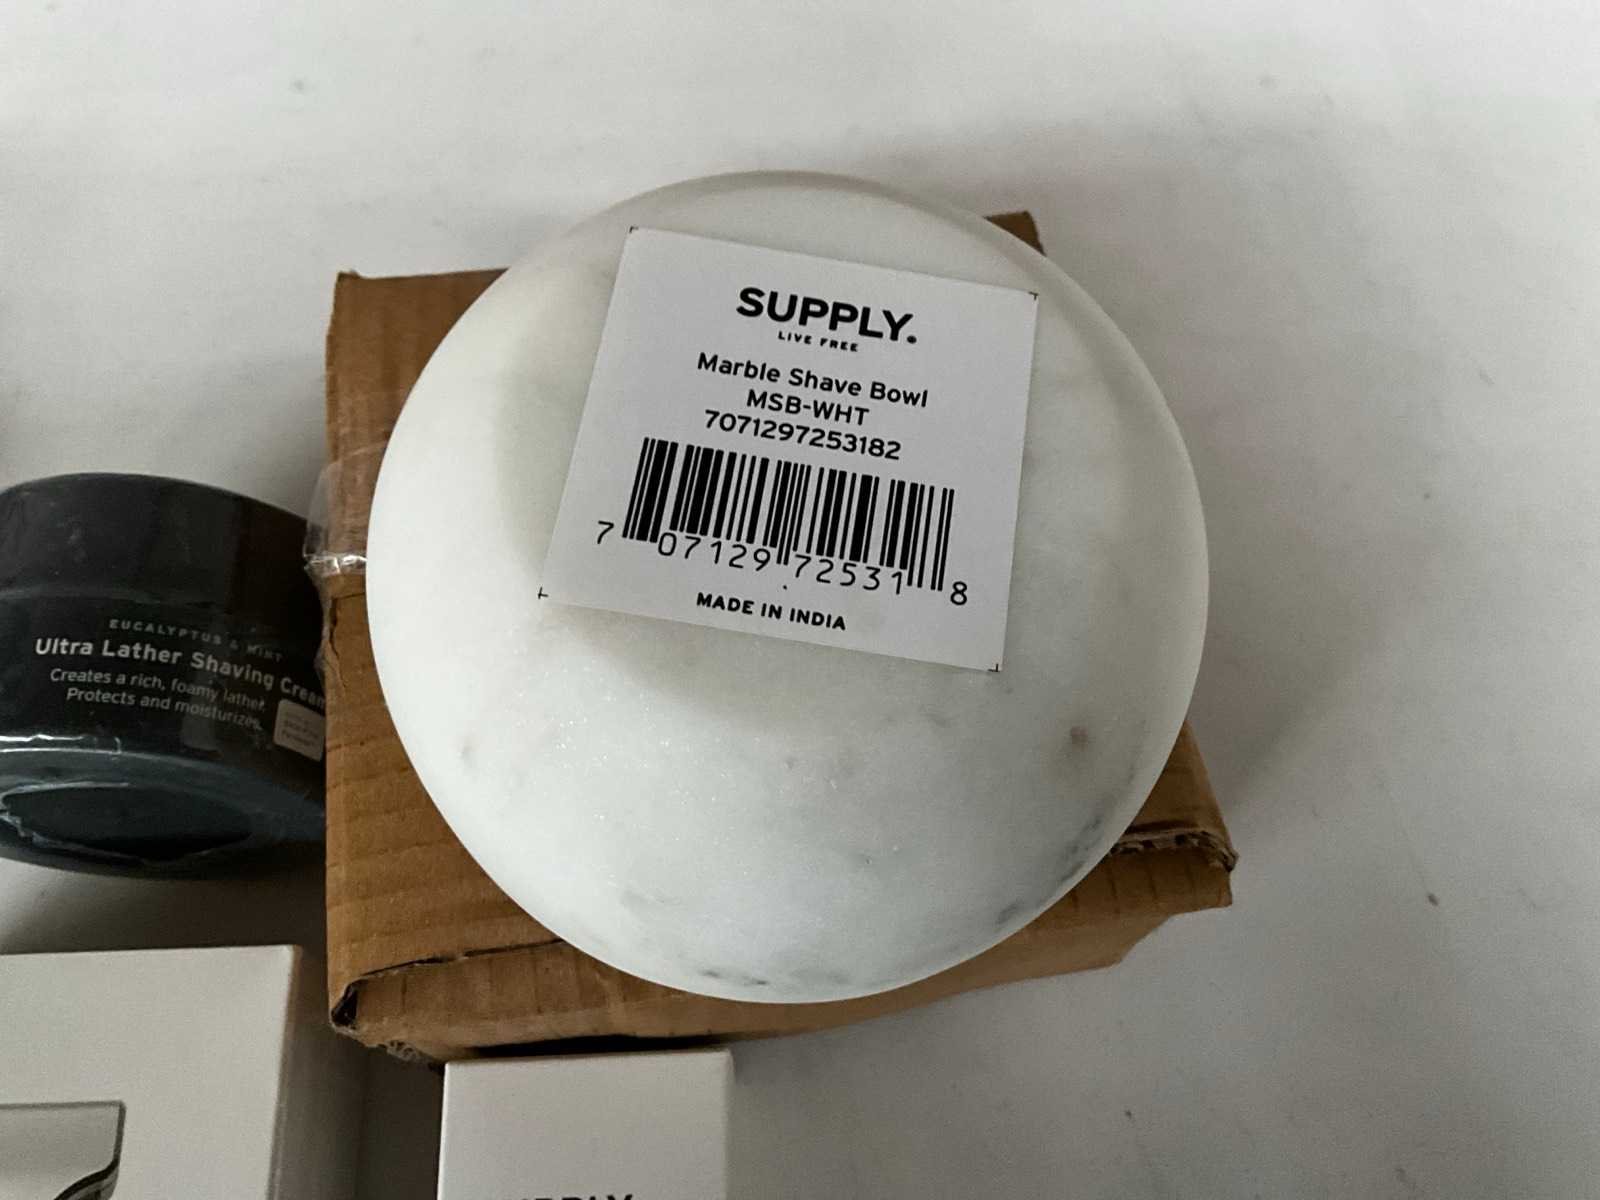 SUPPLY.
LIVE FREE
Marble Shave Bowl
MSB-WHT
7071297253182
7 07129 72531 8
MADE IN INDIA
EUCALYPTUS & MINT
Ultra Lather Shaving Cream
Creates a rich, foamy lather.
Protects and moisturizes.